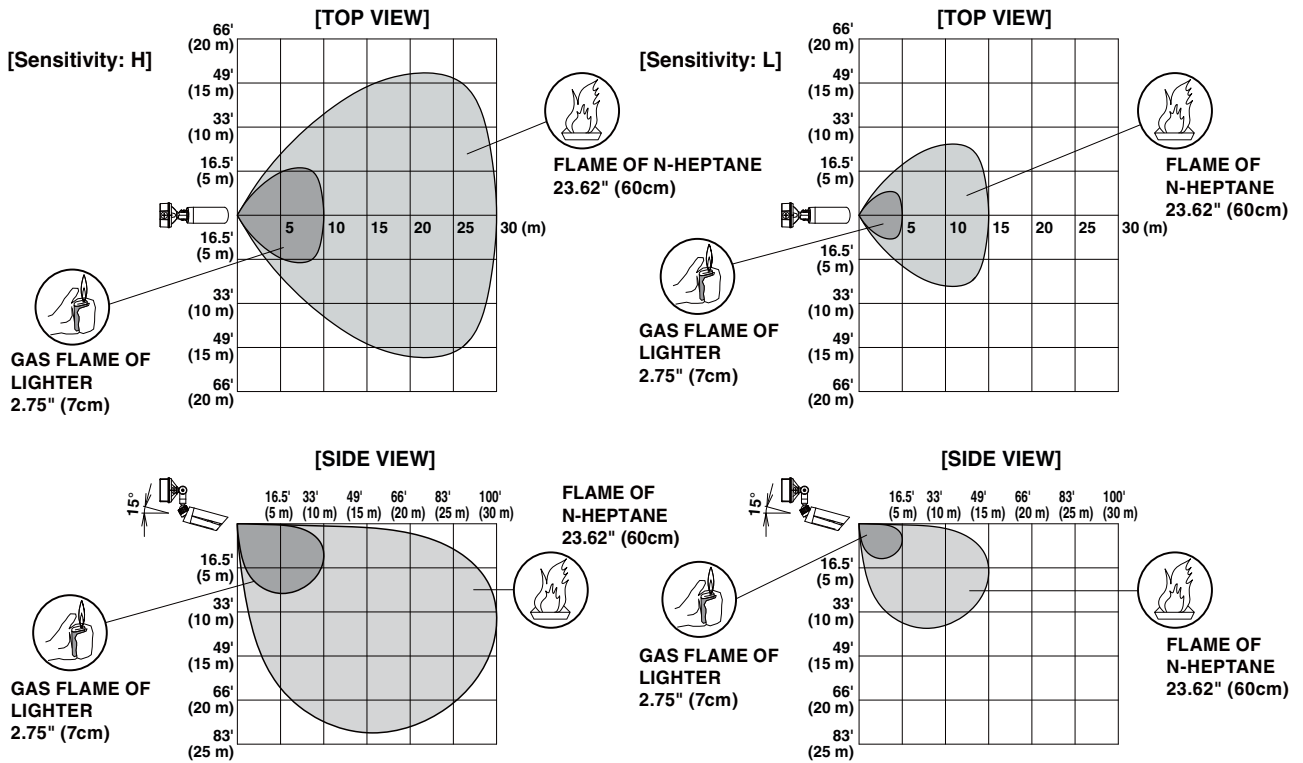 [Sensitivity: H]
[TOP VIEW]
66'
(20 m)
49'
(15 m)
33'
(10 m)
16.5'
(5 m)
5 10 15 20 25 30 (m)
16.5'
(5 m)
33'
(10 m)
49'
(15 m)
66'
(20 m)
FLAME OF N-HEPTANE
23.62" (60cm)
GAS FLAME OF
LIGHTER
2.75" (7cm)
[Sensitivity: L]
[TOP VIEW]
66'
(20 m)
49'
(15 m)
33'
(10 m)
16.5'
(5 m)
5 10 15 20 25 30 (m)
16.5'
(5 m)
33'
(10 m)
49'
(15 m)
66'
(20 m)
FLAME OF
N-HEPTANE
23.62" (60cm)
GAS FLAME OF
LIGHTER
2.75" (7cm)
[SIDE VIEW]
15°
16.5' 33' 49' 66' 83' 100'
(5 m) (10 m) (15 m) (20 m) (25 m) (30 m)
16.5'
(5 m)
33'
(10 m)
49'
(15 m)
66'
(20 m)
83'
(25 m)
FLAME OF
N-HEPTANE
23.62" (60cm)
GAS FLAME OF
LIGHTER
2.75" (7cm)
[SIDE VIEW]
15°
16.5' 33' 49' 66' 83' 100'
(5 m) (10 m) (15 m) (20 m) (25 m) (30 m)
16.5'
(5 m)
33'
(10 m)
49'
(15 m)
66'
(20 m)
83'
(25 m)
GAS FLAME OF
LIGHTER
2.75" (7cm)
FLAME OF
N-HEPTANE
23.62" (60cm)